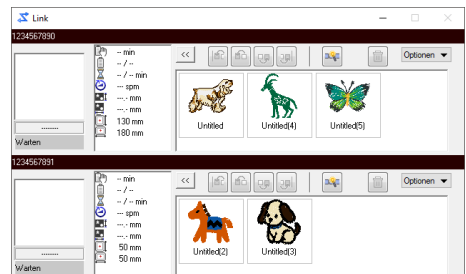 Link
1234567890
-- min
-- / --
-- / -- min
--- spm
---.- mm
---.- mm
130 mm
180 mm
<<
Optionen
Untitled
Untitled(4)
Untitled(5)
--------
Warten
1234567891
-- min
-- / --
-- / -- min
--- spm
---.- mm
---.- mm
50 mm
50 mm
<<
Optionen
Untitled(2)
Untitled(3)
--------
Warten